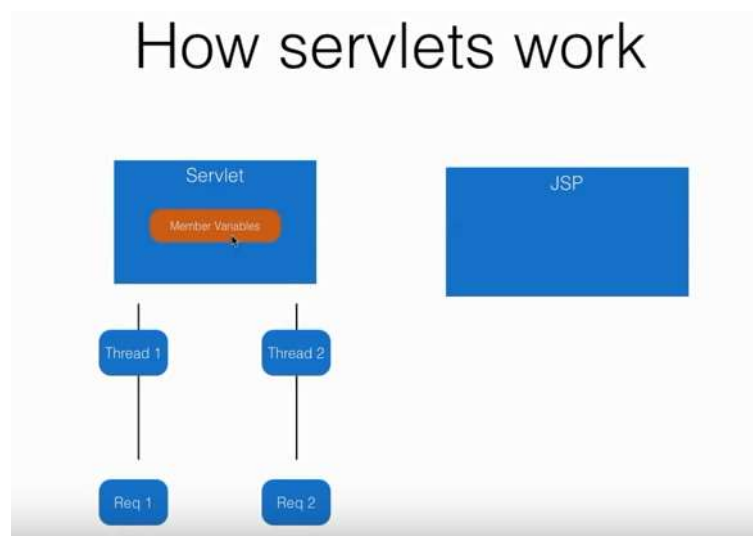 How servlets work
Servlet
JSP
Member Variables
Thread 1
Thread 2
Req 1
Req 2